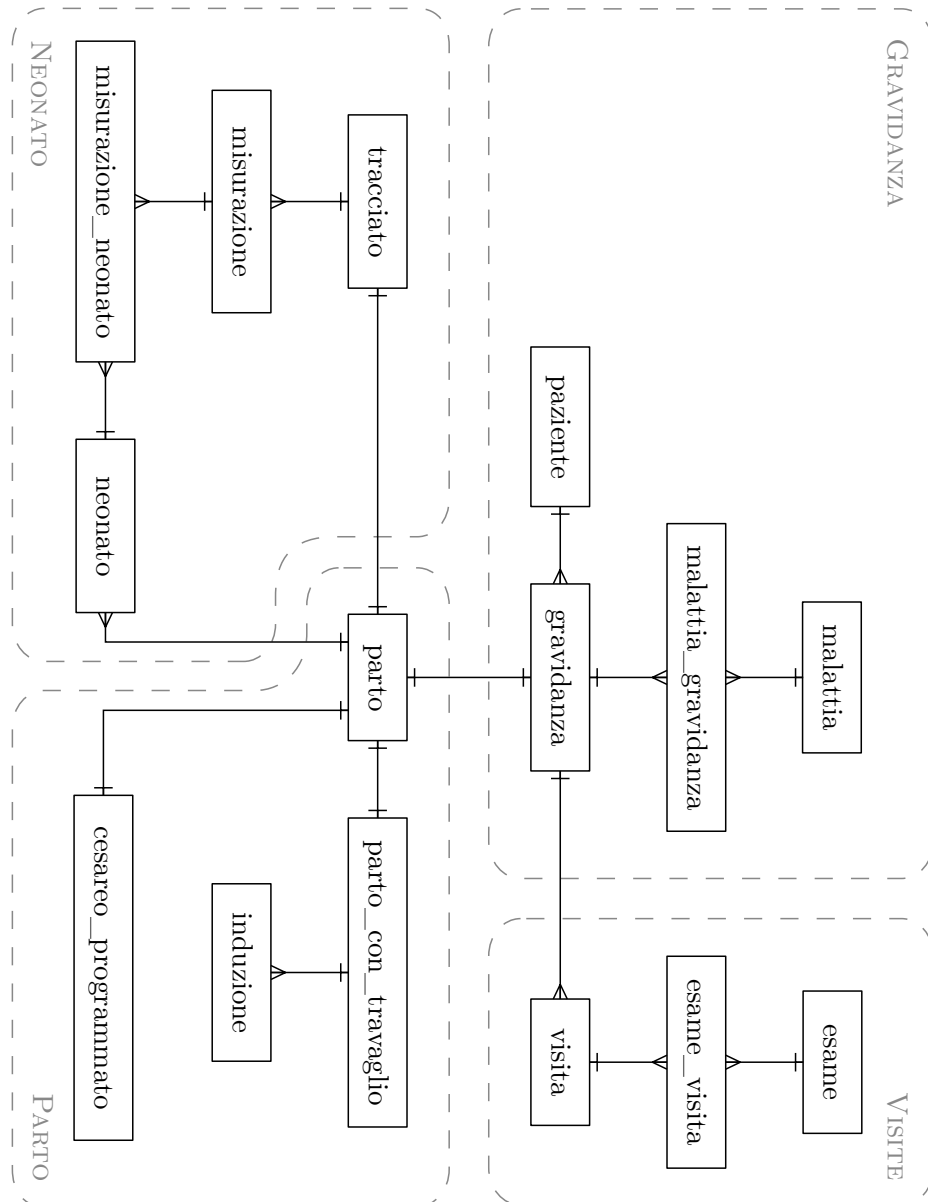 GRAVIDANZA
VISITE
malattia
esame
malattia_gravidanza
esame_visita
paziente
gravidanza
visita
tracciato
parto
parto_con_travaglio
misurazione
induzione
misurazione_neonato
neonato
cesareo_programmato
NEONATO
PARTO